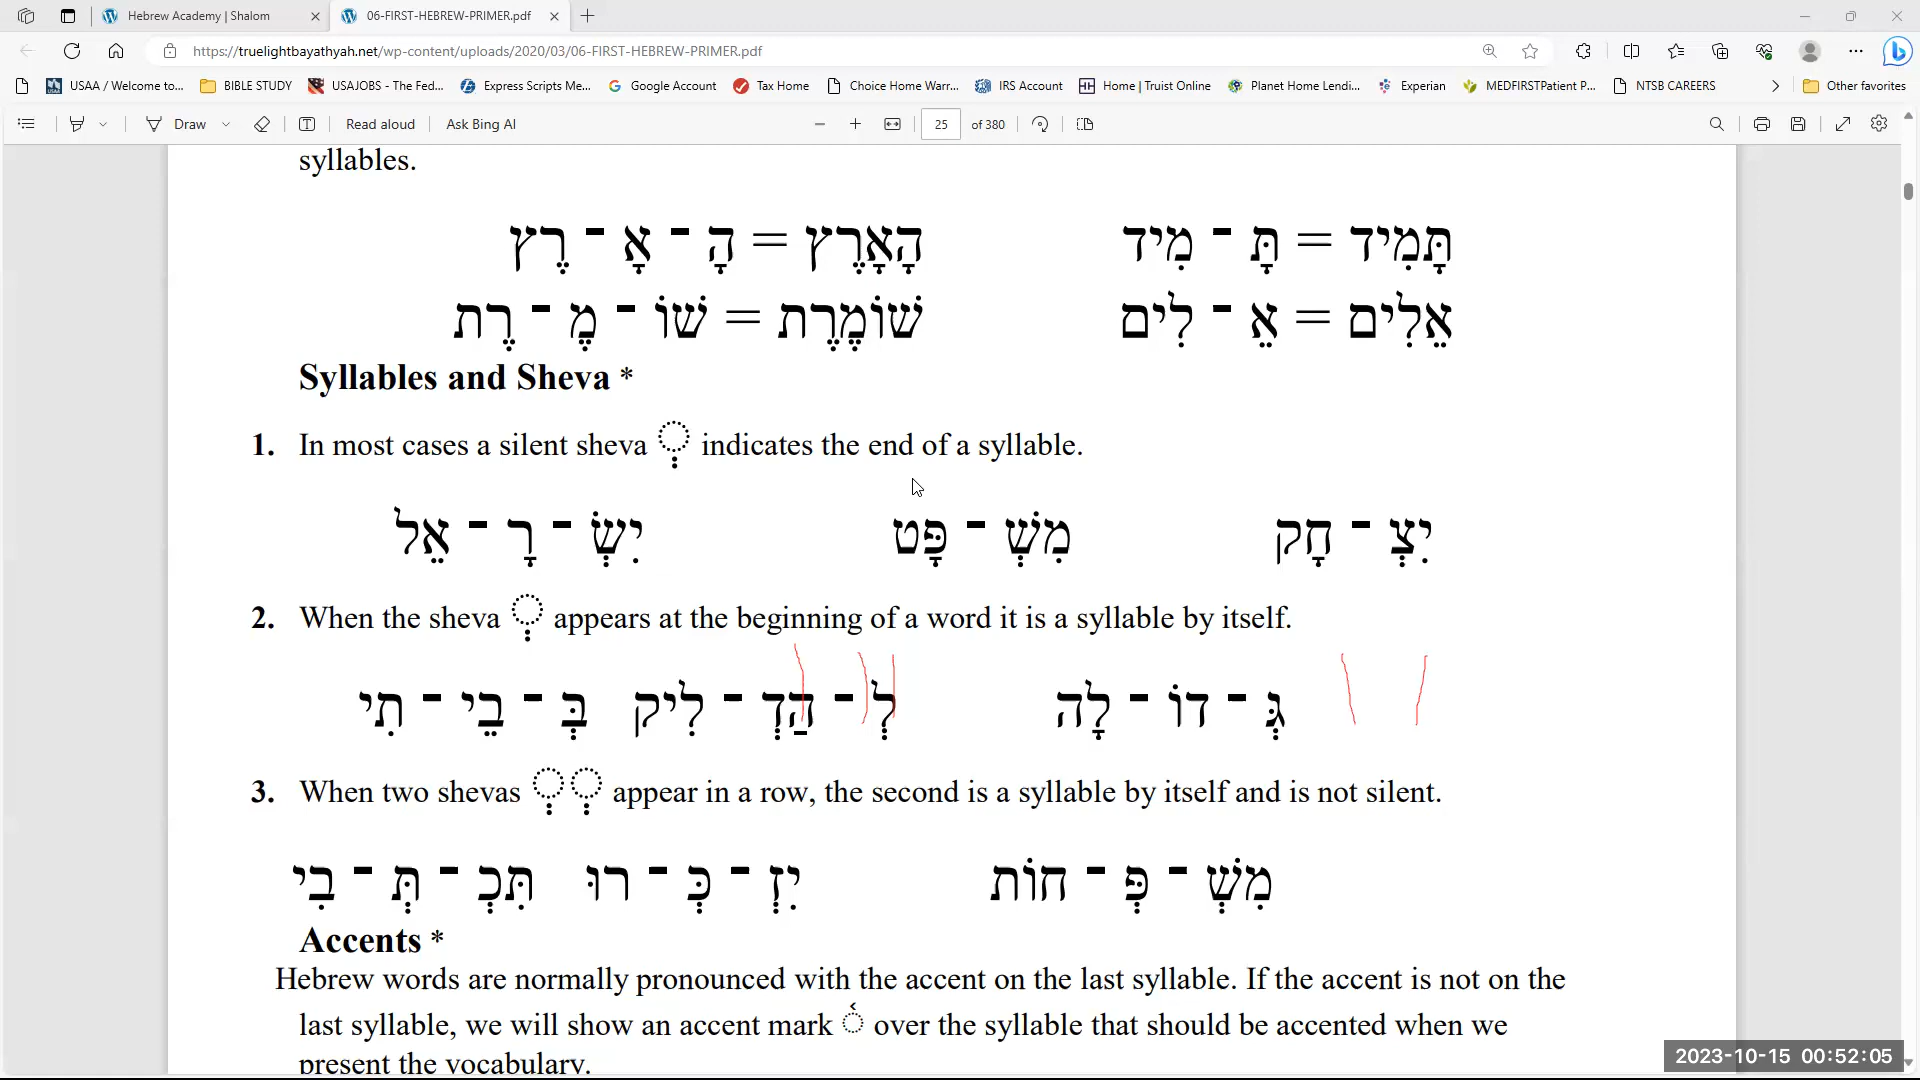 Hebrew Academy | Shalom
06-FIRST-HEBREW-PRIMER.pdf
https://truelightbayathyah.net/wp-content/uploads/2020/03/06-FIRST-HEBREW-PRIMER.pdf
USAA / Welcome to... BIBLE STUDY USAJOBS - The Fed... Express Scripts Me... Google Account Tax Home Choice Home Warr... IRS Account Home | Truist Online Planet Home Lendi... Experian MEDFIRSTPatient P... NTSB CAREERS Other favorites
Draw Read aloud Ask Bing AI 25 of 380
syllables.
תָּמִיד = תָּ - מִיד הָאָרֶץ = הָ - אָ - רֶץ
אֵלִים = אֵ - לִים שׁוֹמֶרֶת = שׁוֹ - מֶ - רֶת
Syllables and Sheva *
1. In most cases a silent sheva ְ indicates the end of a syllable.
יִצְ - חָק מִשְׁ - פָּט יִשְׂ - רָ - אֵל
2. When the sheva ְ appears at the beginning of a word it is a syllable by itself.
גְּ - דוֹ - לָה לְ - הַדְ - לִיק בְּ - בֵי - תִי
3. When two shevas ְ ְ appear in a row, the second is a syllable by itself and is not silent.
מִשְׁ - פְּ - חוֹת יִזְ - כְּ - רוּ תִּכְ - תְּ - בִי
Accents *
Hebrew words are normally pronounced with the accent on the last syllable. If the accent is not on the
last syllable, we will show an accent mark ֫ over the syllable that should be accented when we
present the vocabulary.
2023-10-15 00:52:05